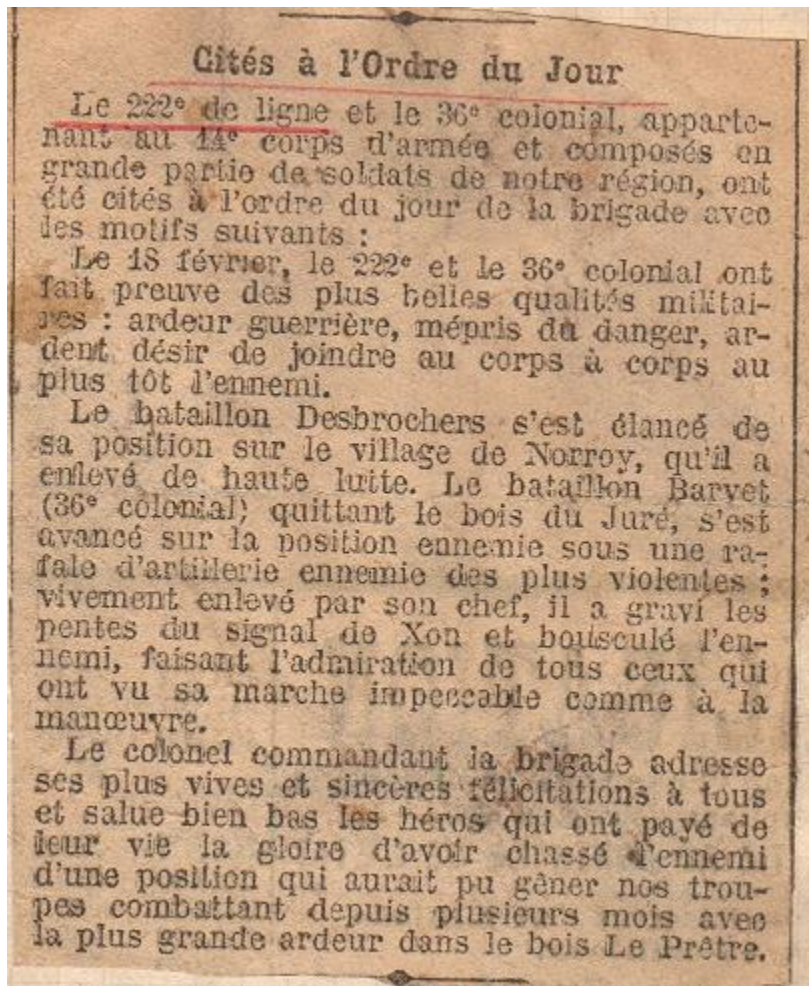 Cités à l'Ordre du Jour
Le 222e de ligne et le 36e colonial, apparte-
nant au 14e corps d'armée et composés en
grande partie de soldats de notre région, ont
été cités à l'ordre du jour de la brigade avec
les motifs suivants :
Le 18 février, le 222e et le 36e colonial ont
fait preuve des plus belles qualités militai-
res : ardeur guerrière, mépris du danger, ar-
dent désir de joindre au corps à corps au
plus tôt l'ennemi.
Le bataillon Desbrochers s'est élancé de
sa position sur le village de Norroy, qu'il a
enlevé de haute lutte. Le bataillon Barvet
(36e colonial) quittant le bois du Juré, s'est
avancé sur la position ennemie sous une ra-
fale d'artillerie ennemie des plus violentes ;
vivement enlevé par son chef, il a gravi les
pentes du signal de Xon et bousculé l'en-
nemi, faisant l'admiration de tous ceux qui
ont vu sa marche impeccable comme à la
manœuvre.
Le colonel commandant la brigade adresse
ses plus vives et sincères félicitations à tous
et salue bien bas les héros qui ont payé de
leur vie la gloire d'avoir chassé l'ennemi
d'une position qui aurait pu gêner nos trou-
pes combattant depuis plusieurs mois avec
la plus grande ardeur dans le bois Le Prêtre.